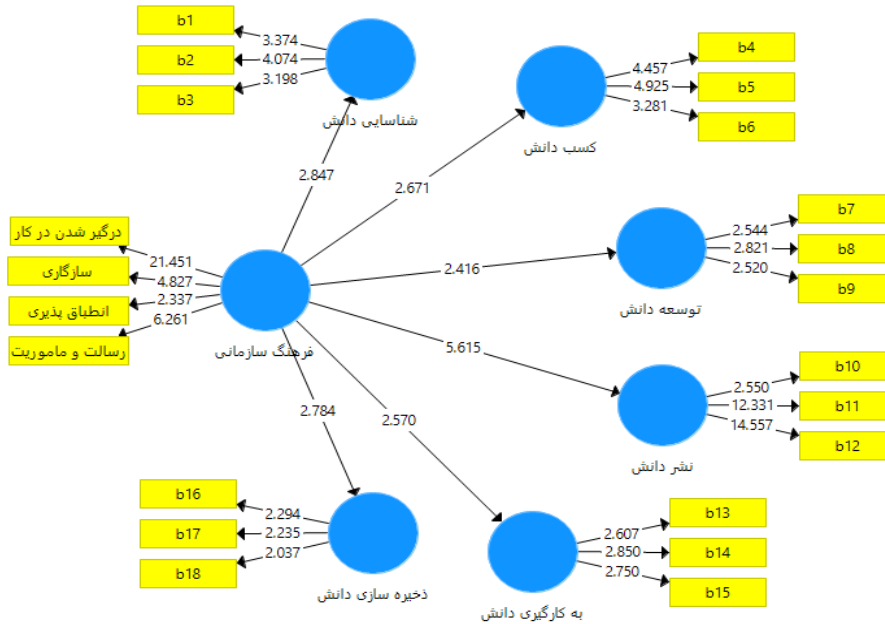 b1
b2
b3
3.374
4.074
3.198
شناسایی دانش
b4
b5
b6
4.457
4.925
3.281
کسب دانش
2.847
2.671
درگیر شدن در کار
سازگاری
انطباق پذیری
رسالت و ماموریت
21.451
4.827
2.337
6.261
فرهنگ سازمانی
2.416
b7
b8
b9
2.544
2.821
2.520
توسعه دانش
5.615
b10
b11
b12
2.550
12.331
14.557
نشر دانش
2.784
2.570
b16
b17
b18
2.294
2.235
2.037
ذخیره سازی دانش
b13
b14
b15
2.607
2.850
2.750
به کارگیری دانش